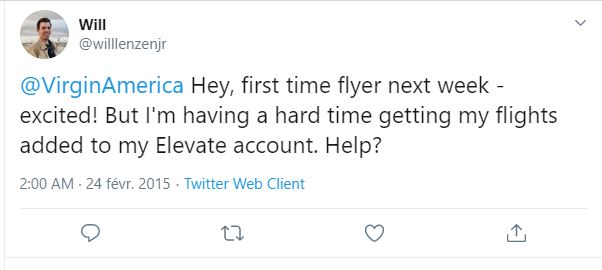 Will
@willlenzenjr
@VirginAmerica Hey, first time flyer next week -
excited! But I'm having a hard time getting my flights
added to my Elevate account. Help?
2:00 AM · 24 févr. 2015 · Twitter Web Client